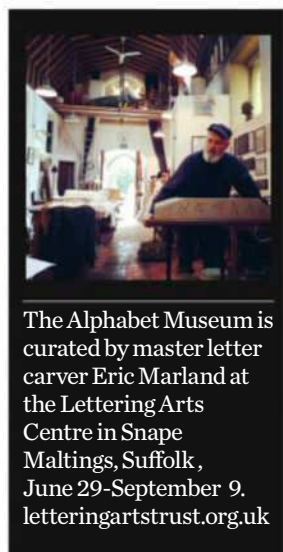 The Alphabet Museum is
curated by master letter
carver Eric Marland at
the Lettering Arts
Centre in Snape
Maltings, Suffolk ,
June 29-September 9.
letteringartstrust.org.uk